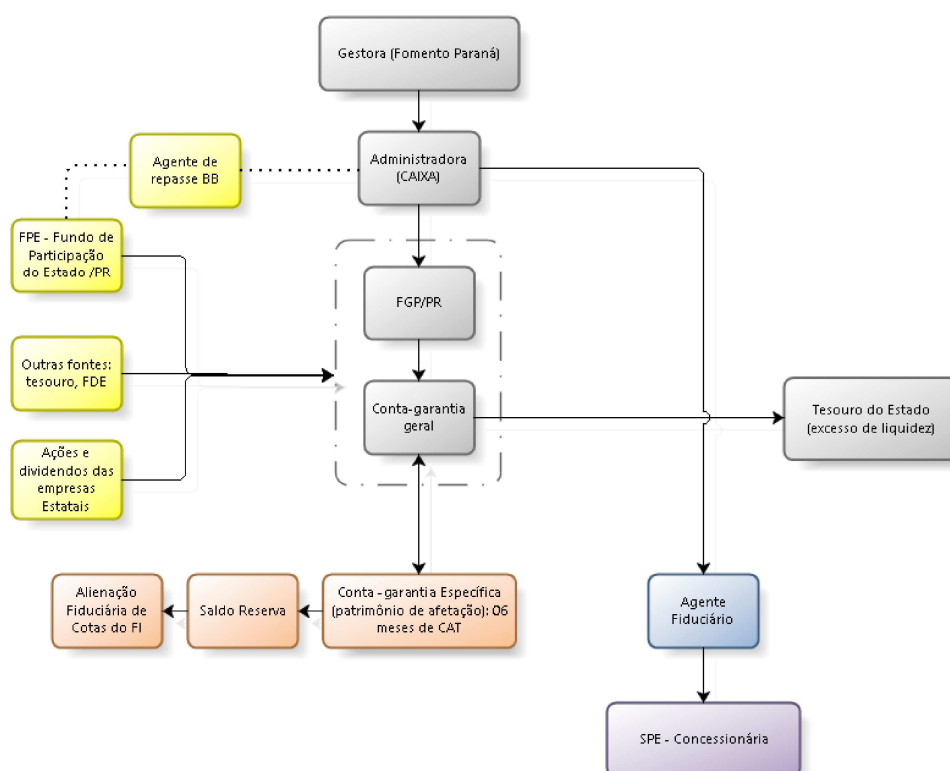 Gestora (Fomento Paraná)
Agente de
repasse BB
Administradora
(CAIXA)
FPE - Fundo de
Participação
do Estado /PR
FGP/PR
Outras fontes:
tesouro, FDE
Conta-garantia
geral
Tesouro do Estado
(excesso de liquidez)
Ações e
dividendos das
empresas
Estatais
Alienação
Fiduciária de
Cotas do FI
Saldo Reserva
Conta - garantia Específica
(patrimônio de afetação): 06
meses de CAT
Agente
Fiduciário
SPE - Concessionária